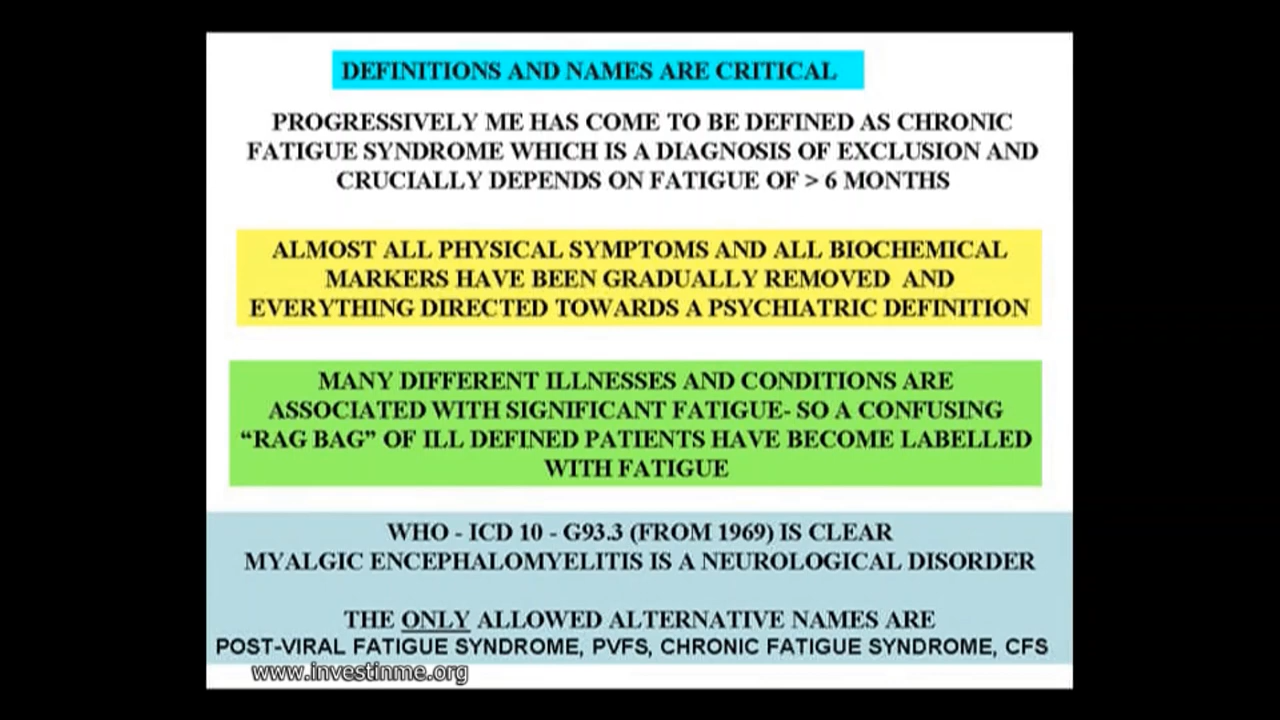 DEFINITIONS AND NAMES ARE CRITICAL
PROGRESSIVELY ME HAS COME TO BE DEFINED AS CHRONIC
FATIGUE SYNDROME WHICH IS A DIAGNOSIS OF EXCLUSION AND
CRUCIALLY DEPENDS ON FATIGUE OF > 6 MONTHS
ALMOST ALL PHYSICAL SYMPTOMS AND ALL BIOCHEMICAL
MARKERS HAVE BEEN GRADUALLY REMOVED AND
EVERYTHING DIRECTED TOWARDS A PSYCHIATRIC DEFINITION
MANY DIFFERENT ILLNESSES AND CONDITIONS ARE
ASSOCIATED WITH SIGNIFICANT FATIGUE- SO A CONFUSING
“RAG BAG” OF ILL DEFINED PATIENTS HAVE BECOME LABELLED
WITH FATIGUE
WHO - ICD 10 - G93.3 (FROM 1969) IS CLEAR
MYALGIC ENCEPHALOMYELITIS IS A NEUROLOGICAL DISORDER
THE ONLY ALLOWED ALTERNATIVE NAMES ARE
POST-VIRAL FATIGUE SYNDROME, PVFS, CHRONIC FATIGUE SYNDROME, CFS
www.investinme.org